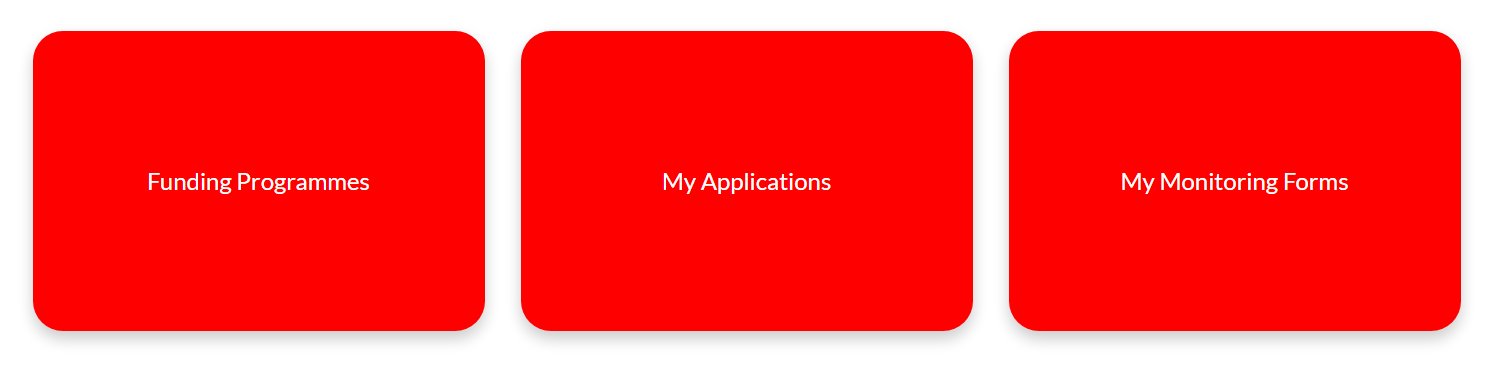 Funding Programmes
My Applications
My Monitoring Forms